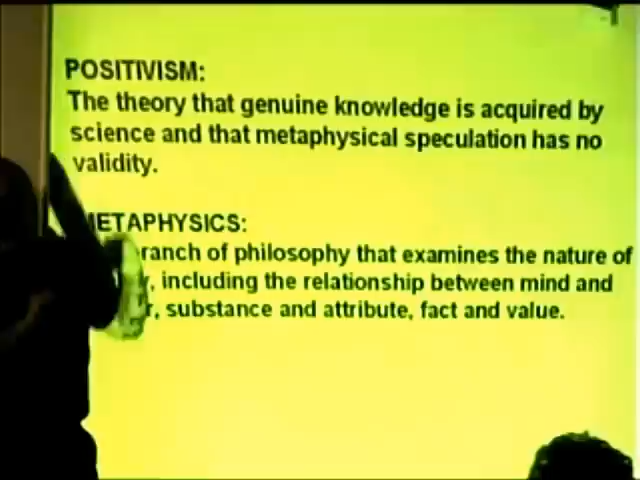 POSITIVISM:
The theory that genuine knowledge is acquired by
science and that metaphysical speculation has no
validity.
ETAPHYSICS:
ranch of philosophy that examines the nature of
, including the relationship between mind and
, substance and attribute, fact and value.